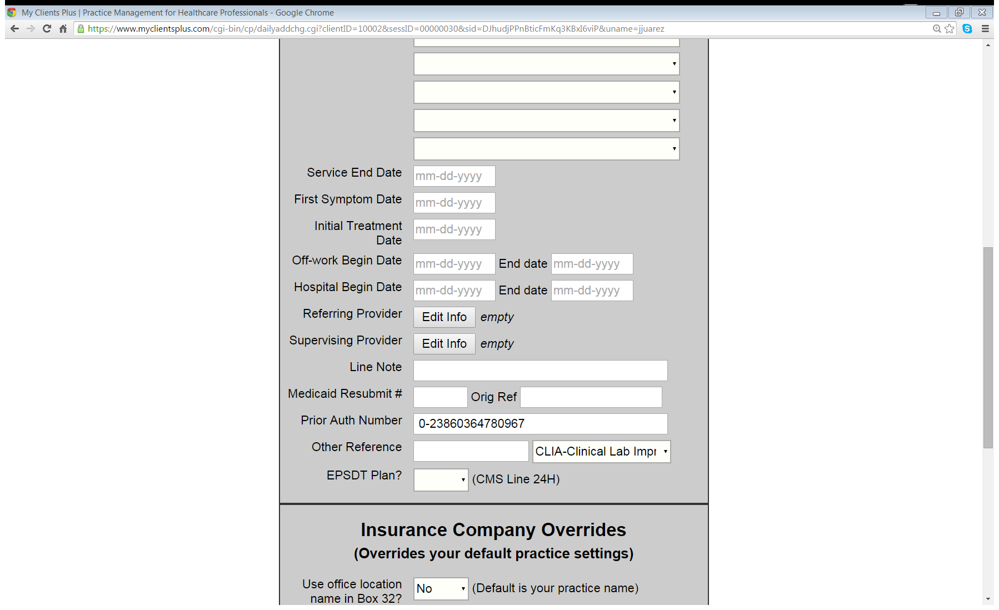 My Clients Plus | Practice Management for Healthcare Professionals - Google Chrome
https://www.myclientsplus.com/cgi-bin/cp/dailyaddchg.cgi?clientID=10002&sessID=00000030&sid=DJhudjPPnBticFmKq3KBxI6viP&uname=jjuarez
Service End Date mm-dd-yyyy
First Symptom Date mm-dd-yyyy
Initial Treatment
Date mm-dd-yyyy
Off-work Begin Date mm-dd-yyyy End date mm-dd-yyyy
Hospital Begin Date mm-dd-yyyy End date mm-dd-yyyy
Referring Provider Edit Info empty
Supervising Provider Edit Info empty
Line Note
Medicaid Resubmit # Orig Ref
Prior Auth Number 0-23860364780967
Other Reference CLIA-Clinical Lab Impr
EPSDT Plan? (CMS Line 24H)
Insurance Company Overrides
(Overrides your default practice settings)
Use office location
name in Box 32? No (Default is your practice name)